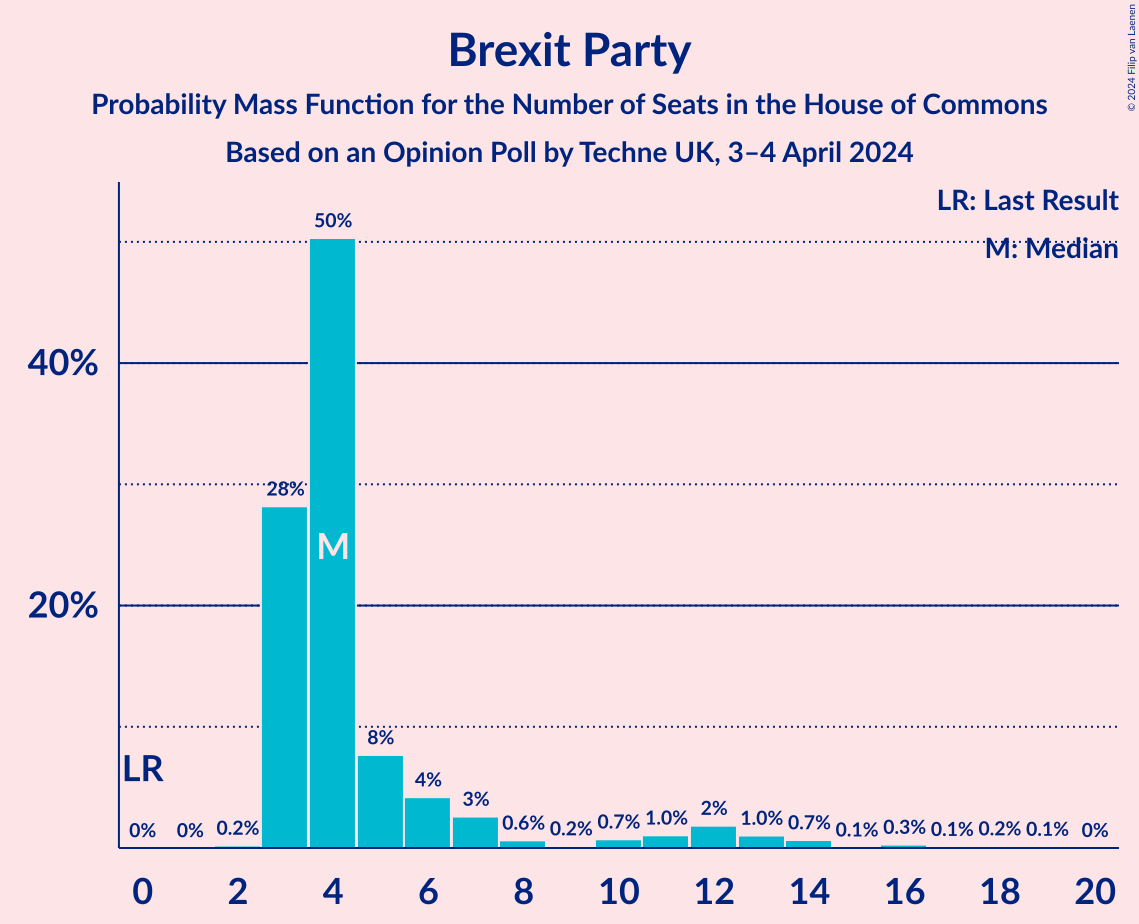 Brexit Party
Probability Mass Function for the Number of Seats in the House of Commons
Based on an Opinion Poll by Techne UK, 3–4 April 2024
© 2024 Filip van Laenen
LR: Last Result
M: Median
50%
40%
28%
M
20%
8%
LR
4%
3%
0% 0% 0.2% 0.6% 0.2% 0.7% 1.0% 2% 1.0% 0.7% 0.1% 0.3% 0.1% 0.2% 0.1% 0%
0 2 4 6 8 10 12 14 16 18 20